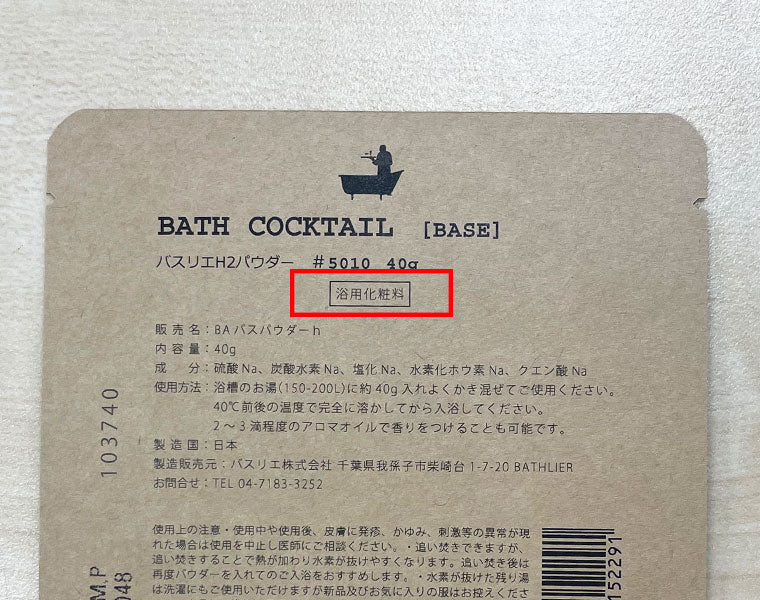 BATH COCKTAIL [BASE]
バスリエH2パウダー #5010 40g
浴用化粧料
販売名：BAバスパウダーh
内容量：40g
成　分：硫酸Na、炭酸水素Na、塩化Na、水素化ホウ素Na、クエン酸Na
使用方法：浴槽のお湯(150-200L)に約40g入れよくかき混ぜてご使用ください。
40℃前後の温度で完全に溶かしてから入浴してください。
2〜3滴程度のアロマオイルで香りをつけることも可能です。
製造国：日本
製造販売元：バスリエ株式会社 千葉県我孫子市柴崎台1-7-20 BATHLIER
お問合せ：TEL 04-7183-3252
使用上の注意・使用中や使用後、皮膚に発疹、かゆみ、刺激等の異常が現
れた場合は使用を中止し医師にご相談ください。・追い焚きできますが、
追い焚きすることで熱が加わり水素が抜けやすくなります。追い焚き後は
再度パウダーを入れてのご入浴をおすすめします。・水素が抜けた残り湯
は洗濯にもご使用いただけますが新品及びお気に入りの服はお控えくださ
103740
M.P
048
152291